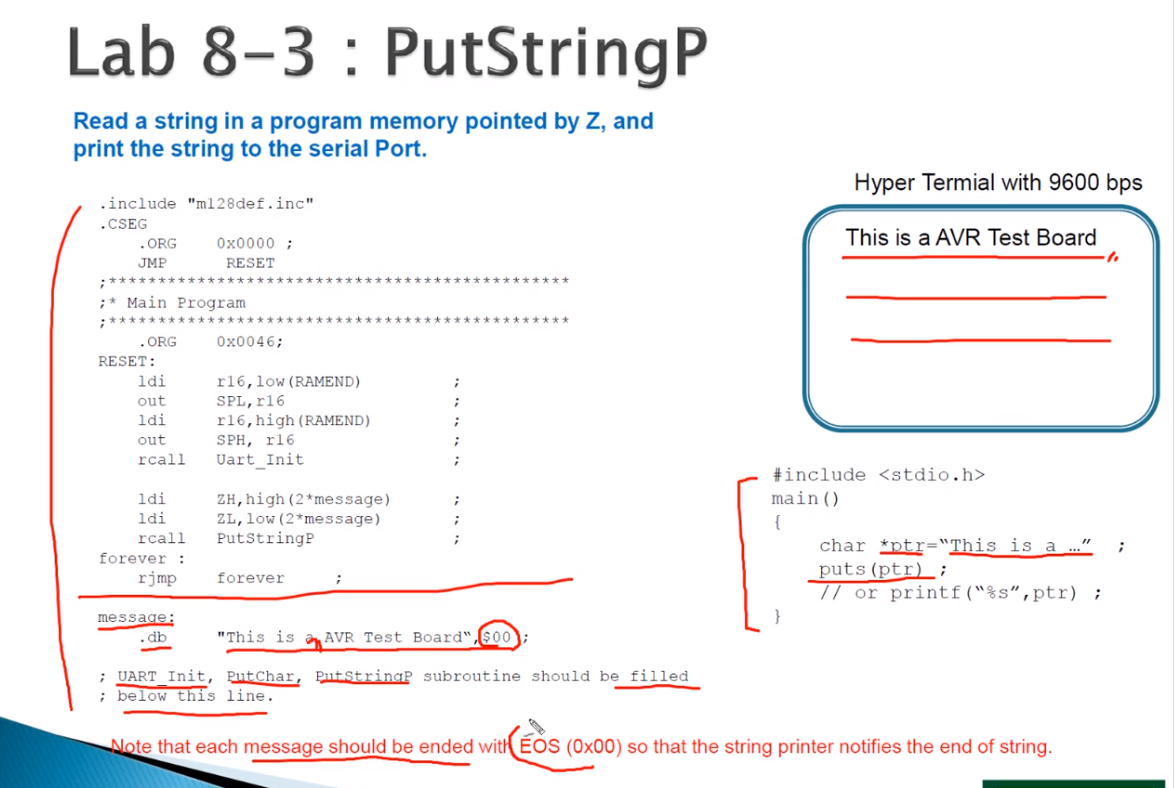 Lab 8-3 : PutStringP
Read a string in a program memory pointed by Z, and
print the string to the serial Port.
.include "m128def.inc"
.CSEG
.ORG 0x0000 ;
JMP RESET
;***********************************************
;* Main Program
;***********************************************
.ORG 0x0046;
RESET:
ldi r16,low(RAMEND) ;
out SPL,r16 ;
ldi r16,high(RAMEND) ;
out SPH, r16 ;
rcall Uart_Init ;
ldi ZH,high(2*message) ;
ldi ZL,low(2*message) ;
rcall PutStringP ;
forever :
rjmp forever ;
message:
.db "This is a AVR Test Board“,$00 ;
; UART_Init, PutChar, PutStringP subroutine should be filled
; below this line.
Hyper Termial with 9600 bps
This is a AVR Test Board
#include <stdio.h>
main()
{
char *ptr=“This is a …” ;
puts(ptr) ;
// or printf(“%s”,ptr) ;
}
Note that each message should be ended with EOS (0x00) so that the string printer notifies the end of string.